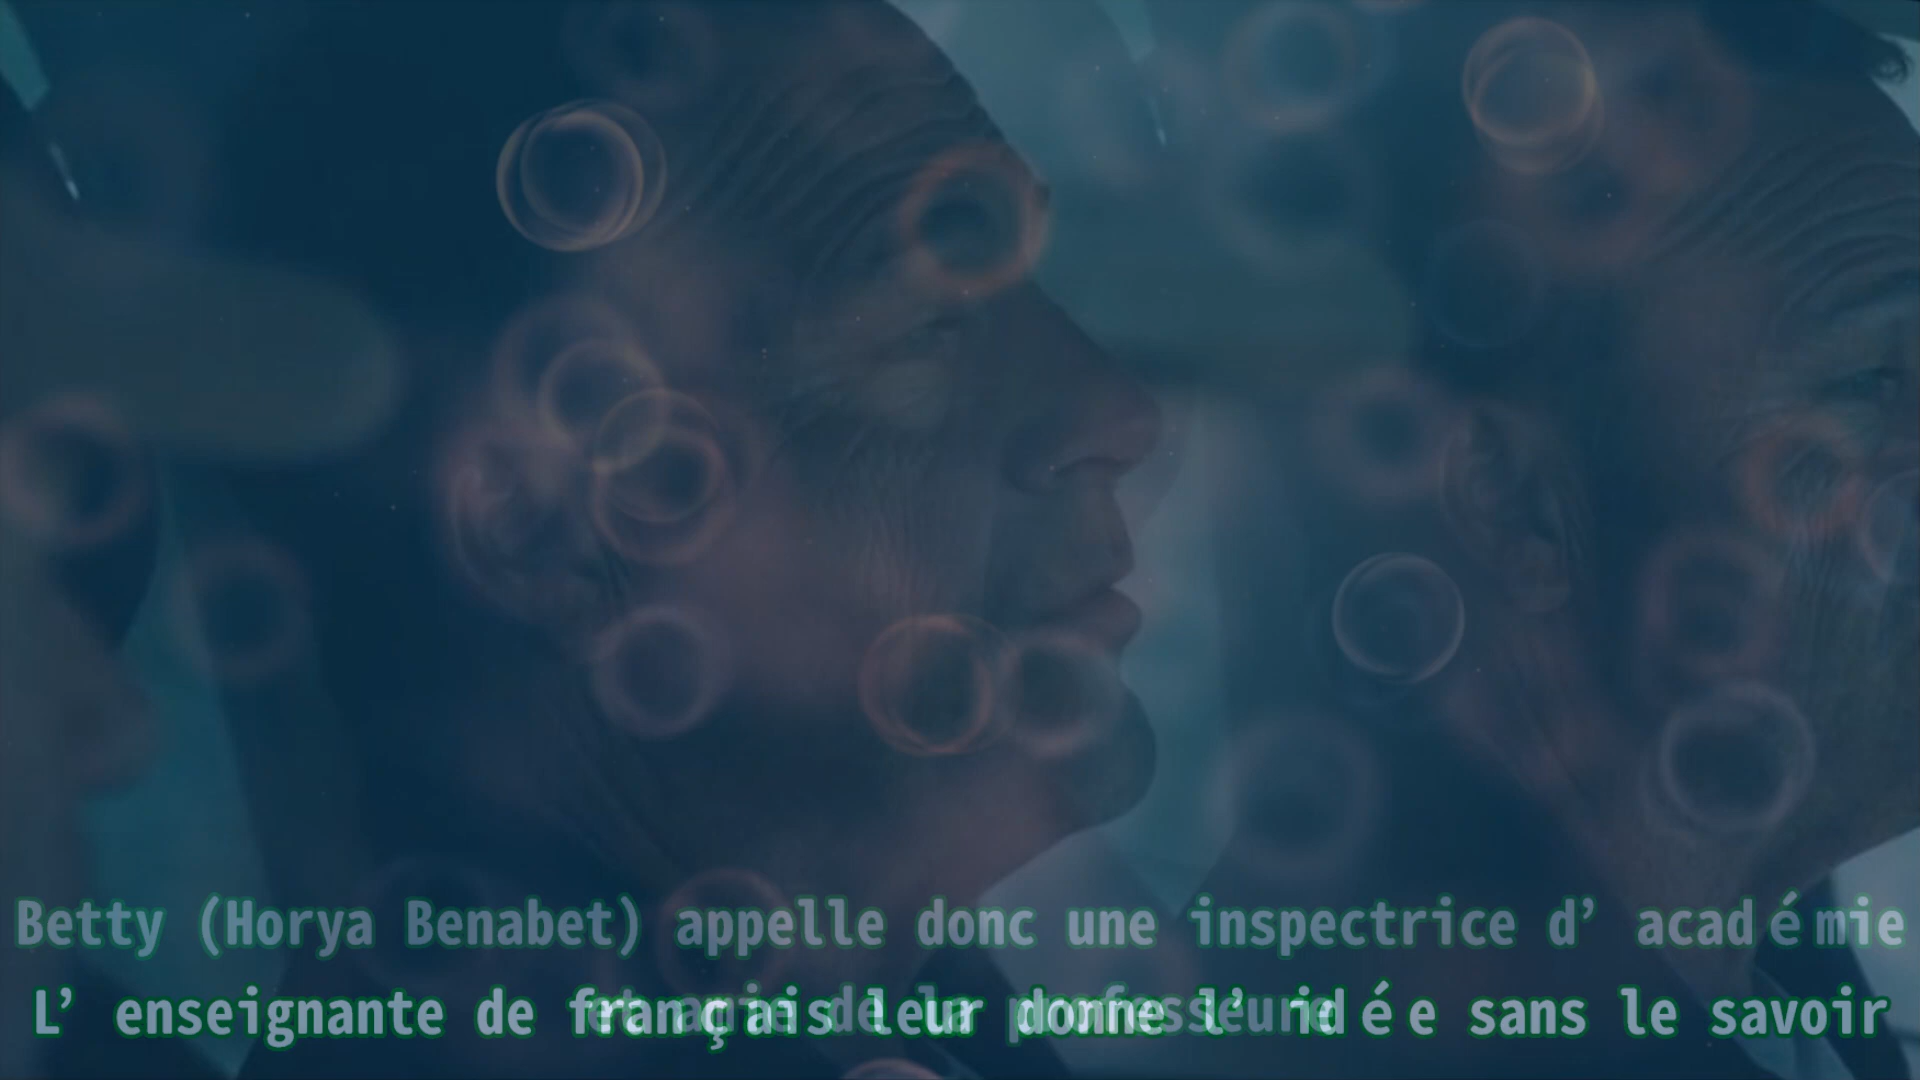 Betty (Horya Benabet) appelle donc une inspectrice d’ académie
L’ enseignante de français leur donne l’ idée sans le savoir